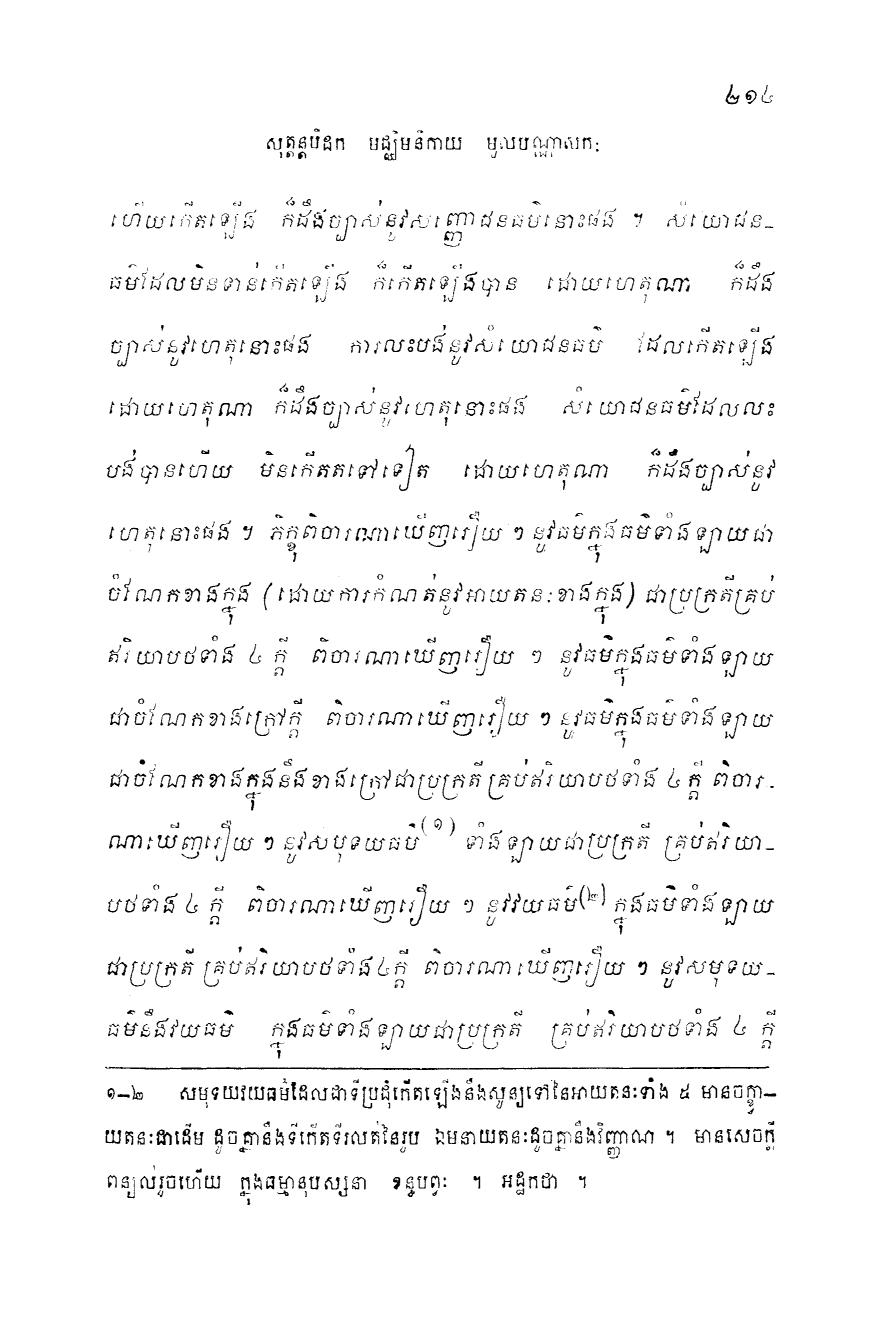 ២១៤
សុត្តន្តបិដក មជ្ឈិមនិកាយ មូលបណ្ណាសកៈ
ហើយកើតឡើង ក៏ដឹងច្បាស់នូវសញ្ញោជនធម៌នោះផង ។ សំយោជន-
ធម៌ដែលមិនទាន់កើតឡើង ក៏កើតឡើងបាន ដោយហេតុណា ក៏ដឹង
ច្បាស់នូវហេតុនោះផង ការលះបង់នូវសំយោជនធម៌ ដែលកើតឡើង
ដោយហេតុណា ក៏ដឹងច្បាស់នូវហេតុនោះផង សំយោជនធម៌ដែលលះ
បង់បានហើយ មិនកើតតទៅទៀត ដោយហេតុណា ក៏ដឹងច្បាស់នូវ
ហេតុនោះផង ។ ភិក្ខុពិចារណាឃើញរឿយ ៗ នូវធម៌ក្នុងធម៌ទាំងឡាយជា
ចំណែកខាងក្នុង (ដោយការកំណត់នូវអាយតនៈខាងក្នុង) ជាប្រក្រតីគ្រប់
ឥរិយាបថទាំង ៤ ក្តី ពិចារណាឃើញរឿយ ៗ នូវធម៌ក្នុងធម៌ទាំងឡាយ
ជាចំណែកខាងក្រៅក្តី ពិចារណាឃើញរឿយ ៗ នូវធម៌ក្នុងធម៌ទាំងឡាយ
ជាចំណែកខាងក្នុងនឹងខាងក្រៅជាប្រក្រតី គ្រប់ឥរិយាបថទាំង ៤ ក្តី ពិចារ-
ណាឃើញរឿយ ៗ នូវសមុទយធម៌(១) ទាំងឡាយជាប្រក្រតី គ្រប់ឥរិយា-
បថទាំង ៤ ក្តី ពិចារណាឃើញរឿយ ៗ នូវវយធម៌(២) ក្នុងធម៌ទាំងឡាយ
ជាប្រក្រតី គ្រប់ឥរិយាបថទាំង៤ក្តី ពិចារណាឃើញរឿយ ៗ នូវសមុទយ-
ធម៌នឹងវយធម៌ ក្នុងធម៌ទាំងឡាយជាប្រក្រតី គ្រប់ឥរិយាបថទាំង ៤ ក្តី
១-២ សមុទយវយធម៌ដែលជាទីប្រជុំកើតឡើងនឹងសូន្យទៅនៃអាយតនៈទាំង ៥ មានចក្ខា្វ-
យតនៈជាដើម ដូចគ្នានឹងទីកើតទីរលត់នៃរូប ឯមនាយតនៈដូចគ្នានឹងវិញ្ញាណ ។ មានសេចក្តី
ពន្យល់រួចហើយ ក្នុងធម្មានុបស្សនា ខន្ធបព្វៈ ។ អដ្ឋកថា ។